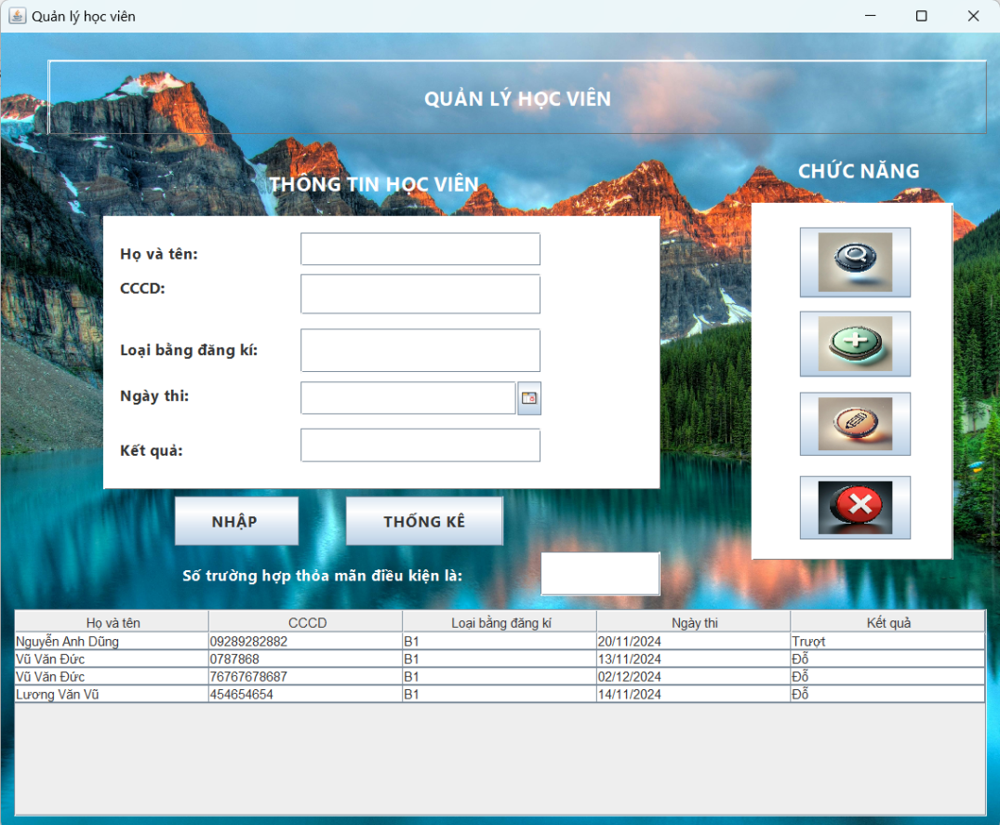 Quản lý học viên
QUẢN LÝ HỌC VIÊN
THÔNG TIN HỌC VIÊN
CHỨC NĂNG
Họ và tên:
CCCD:
Loại bằng đăng kí:
Ngày thi:
Kết quả:
NHẬP THỐNG KÊ
Số trường hợp thỏa mãn điều kiện là:
Họ và tên CCCD Loại bằng đăng kí Ngày thi Kết quả
Nguyễn Anh Dũng 09289282882 B1 20/11/2024 Trượt
Vũ Văn Đức 0787868 B1 13/11/2024 Đỗ
Vũ Văn Đức 76767678687 B1 02/12/2024 Đỗ
Lương Văn Vũ 454654654 B1 14/11/2024 Đỗ